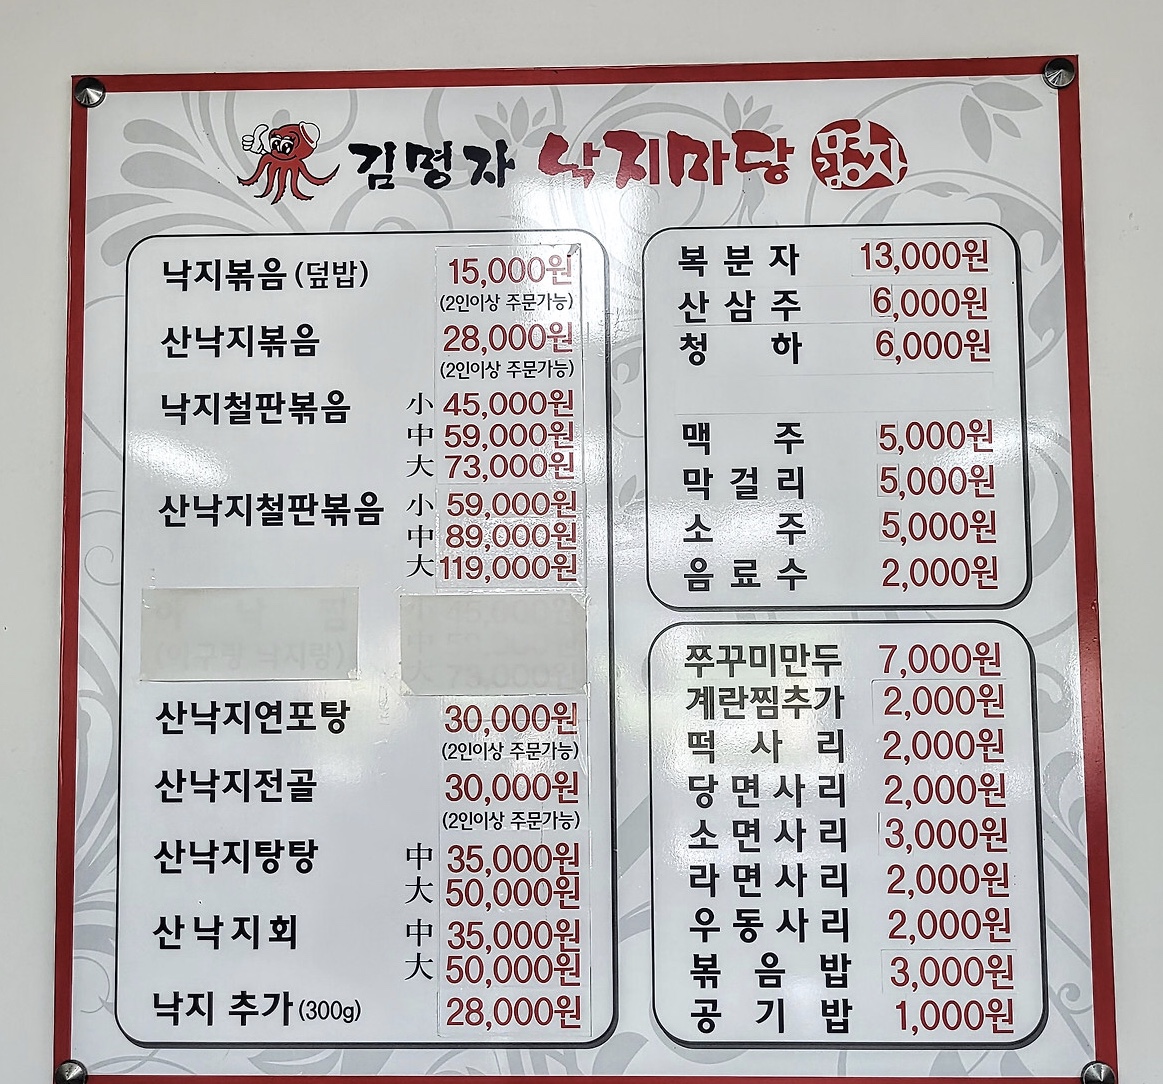 김명자 낙지마당 김명자
낙지볶음(덮밥) 15,000원
(2인이상 주문가능)
산낙지볶음 28,000원
(2인이상 주문가능)
낙지철판볶음 小 45,000원
中 59,000원
大 73,000원
산낙지철판볶음 小 59,000원
中 89,000원
大 119,000원
산낙지연포탕 30,000원
(2인이상 주문가능)
산낙지전골 30,000원
(2인이상 주문가능)
산낙지탕탕 中 35,000원
大 50,000원
산낙지회 中 35,000원
大 50,000원
낙지 추가(300g) 28,000원
복분자 13,000원
산삼주 6,000원
청하 6,000원
맥주 5,000원
막걸리 5,000원
소주 5,000원
음료수 2,000원
쭈꾸미만두 7,000원
계란찜추가 2,000원
떡사리 2,000원
당면사리 2,000원
소면사리 3,000원
라면사리 2,000원
우동사리 2,000원
볶음밥 3,000원
공기밥 1,000원